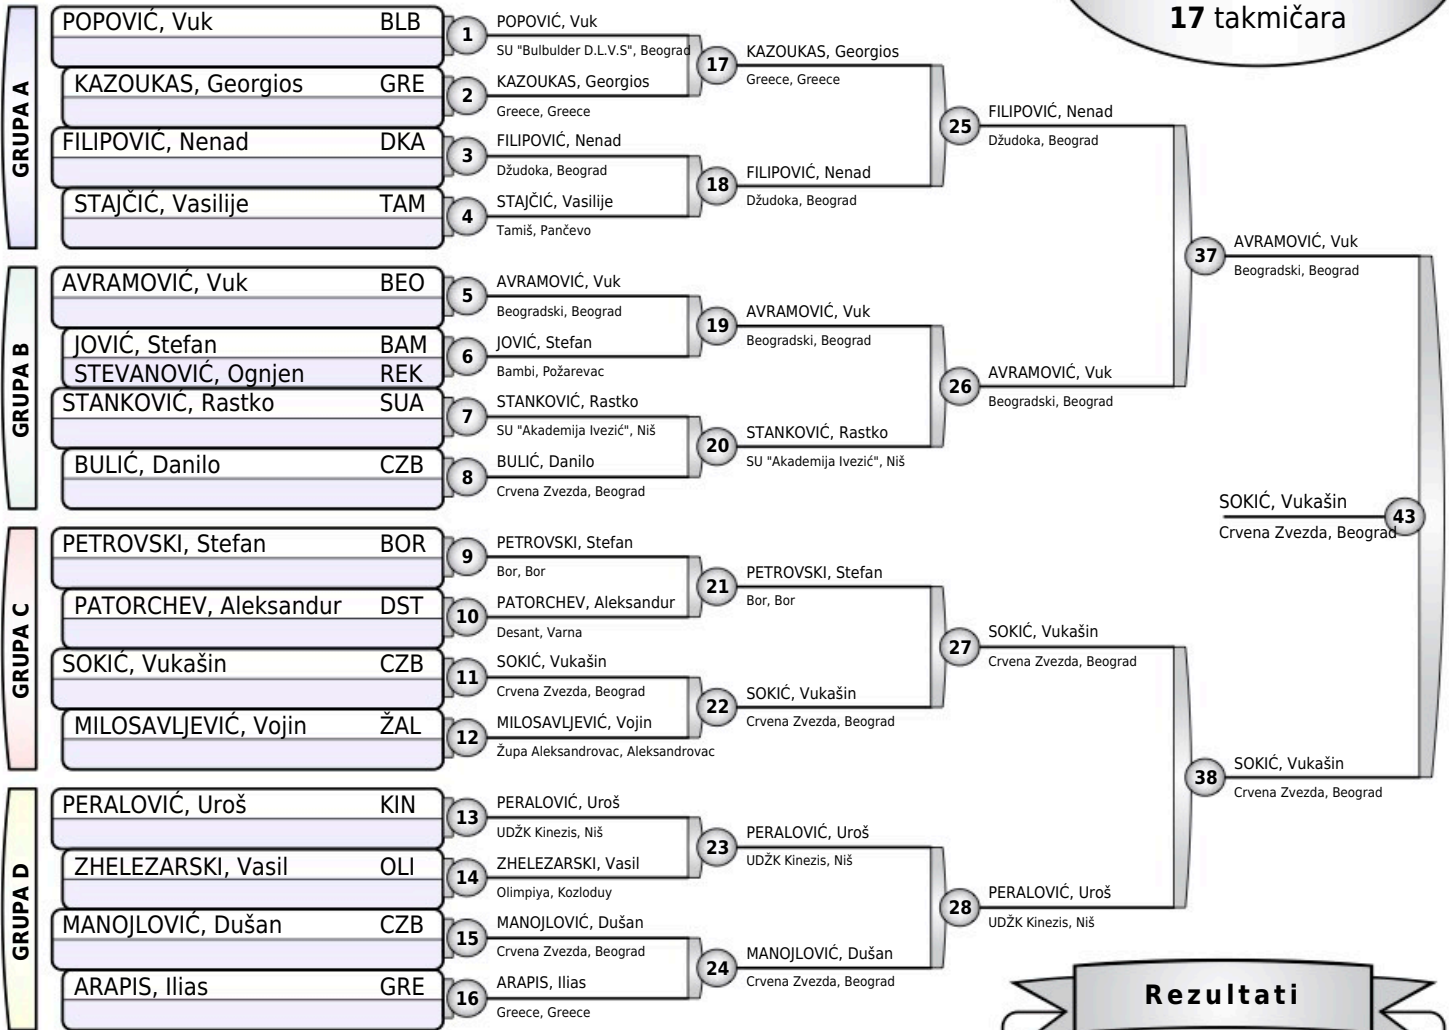 17 takmičara
GRUPA A
POPOVIĆ, Vuk BLB
KAZOUKAS, Georgios GRE
FILIPOVIĆ, Nenad DKA
STAJČIĆ, Vasilije TAM
GRUPA B
AVRAMOVIĆ, Vuk BEO
JOVIĆ, Stefan BAM
STEVANOVIĆ, Ognjen REK
STANKOVIĆ, Rastko SUA
BULIĆ, Danilo CZB
GRUPA C
PETROVSKI, Stefan BOR
PATORCHEV, Aleksandur DST
SOKIĆ, Vukašin CZB
MILOSAVLJEVIĆ, Vojin ŽAL
GRUPA D
PERALOVIĆ, Uroš KIN
ZHELEZARSKI, Vasil OLI
MANOJLOVIĆ, Dušan CZB
ARAPIS, Ilias GRE
1 POPOVIĆ, Vuk
SU "Bulbulder D.L.V.S", Beograd
2 KAZOUKAS, Georgios
Greece, Greece
3 FILIPOVIĆ, Nenad
Džudoka, Beograd
4 STAJČIĆ, Vasilije
Tamiš, Pančevo
5 AVRAMOVIĆ, Vuk
Beogradski, Beograd
6 JOVIĆ, Stefan
Bambi, Požarevac
7 STANKOVIĆ, Rastko
SU "Akademija Ivezić", Niš
8 BULIĆ, Danilo
Crvena Zvezda, Beograd
9 PETROVSKI, Stefan
Bor, Bor
10 PATORCHEV, Aleksandur
Desant, Varna
11 SOKIĆ, Vukašin
Crvena Zvezda, Beograd
12 MILOSAVLJEVIĆ, Vojin
Župa Aleksandrovac, Aleksandrovac
13 PERALOVIĆ, Uroš
UDŽK Kinezis, Niš
14 ZHELEZARSKI, Vasil
Olimpiya, Kozloduy
15 MANOJLOVIĆ, Dušan
Crvena Zvezda, Beograd
16 ARAPIS, Ilias
Greece, Greece
17 KAZOUKAS, Georgios
Greece, Greece
18 FILIPOVIĆ, Nenad
Džudoka, Beograd
19 AVRAMOVIĆ, Vuk
Beogradski, Beograd
20 STANKOVIĆ, Rastko
SU "Akademija Ivezić", Niš
21 PETROVSKI, Stefan
Bor, Bor
22 SOKIĆ, Vukašin
Crvena Zvezda, Beograd
23 PERALOVIĆ, Uroš
UDŽK Kinezis, Niš
24 MANOJLOVIĆ, Dušan
Crvena Zvezda, Beograd
25 FILIPOVIĆ, Nenad
Džudoka, Beograd
26 AVRAMOVIĆ, Vuk
Beogradski, Beograd
27 SOKIĆ, Vukašin
Crvena Zvezda, Beograd
28 PERALOVIĆ, Uroš
UDŽK Kinezis, Niš
37 AVRAMOVIĆ, Vuk
Beogradski, Beograd
38 SOKIĆ, Vukašin
Crvena Zvezda, Beograd
SOKIĆ, Vukašin 43
Crvena Zvezda, Beograd
Rezultati